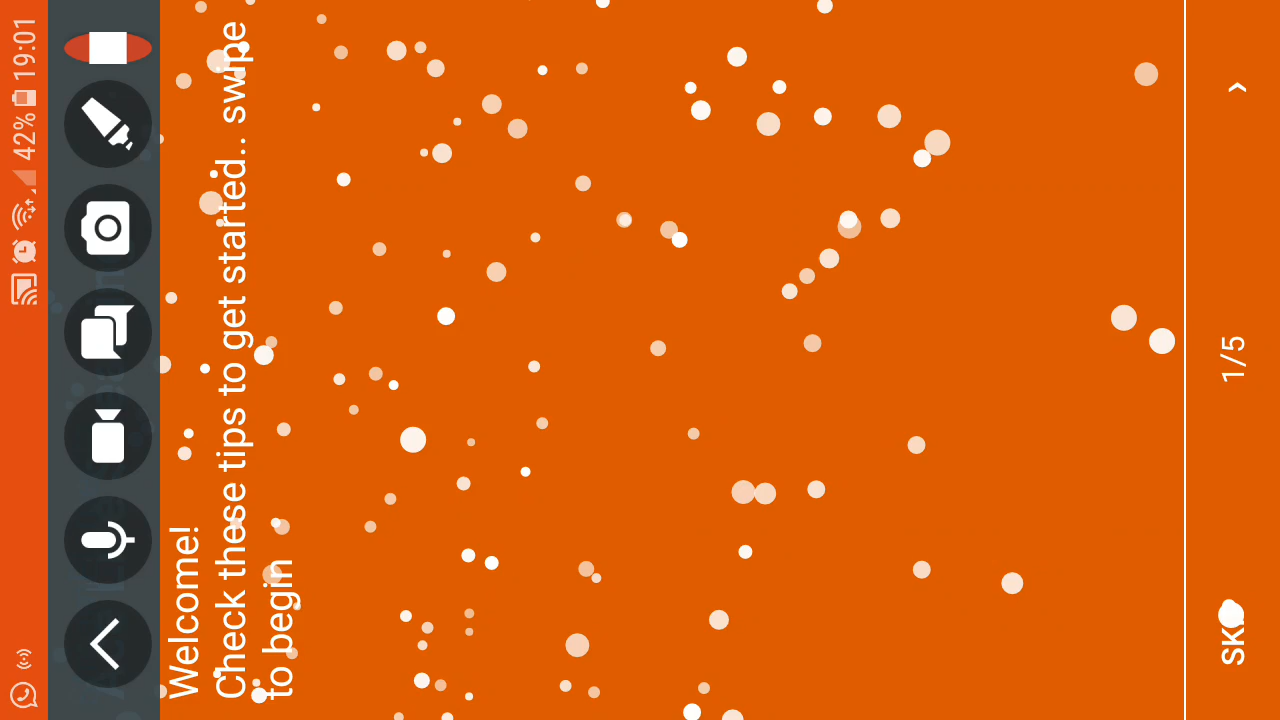 42% 19:01
Welcome!
Check these tips to get started.. swipe
to begin
1/5